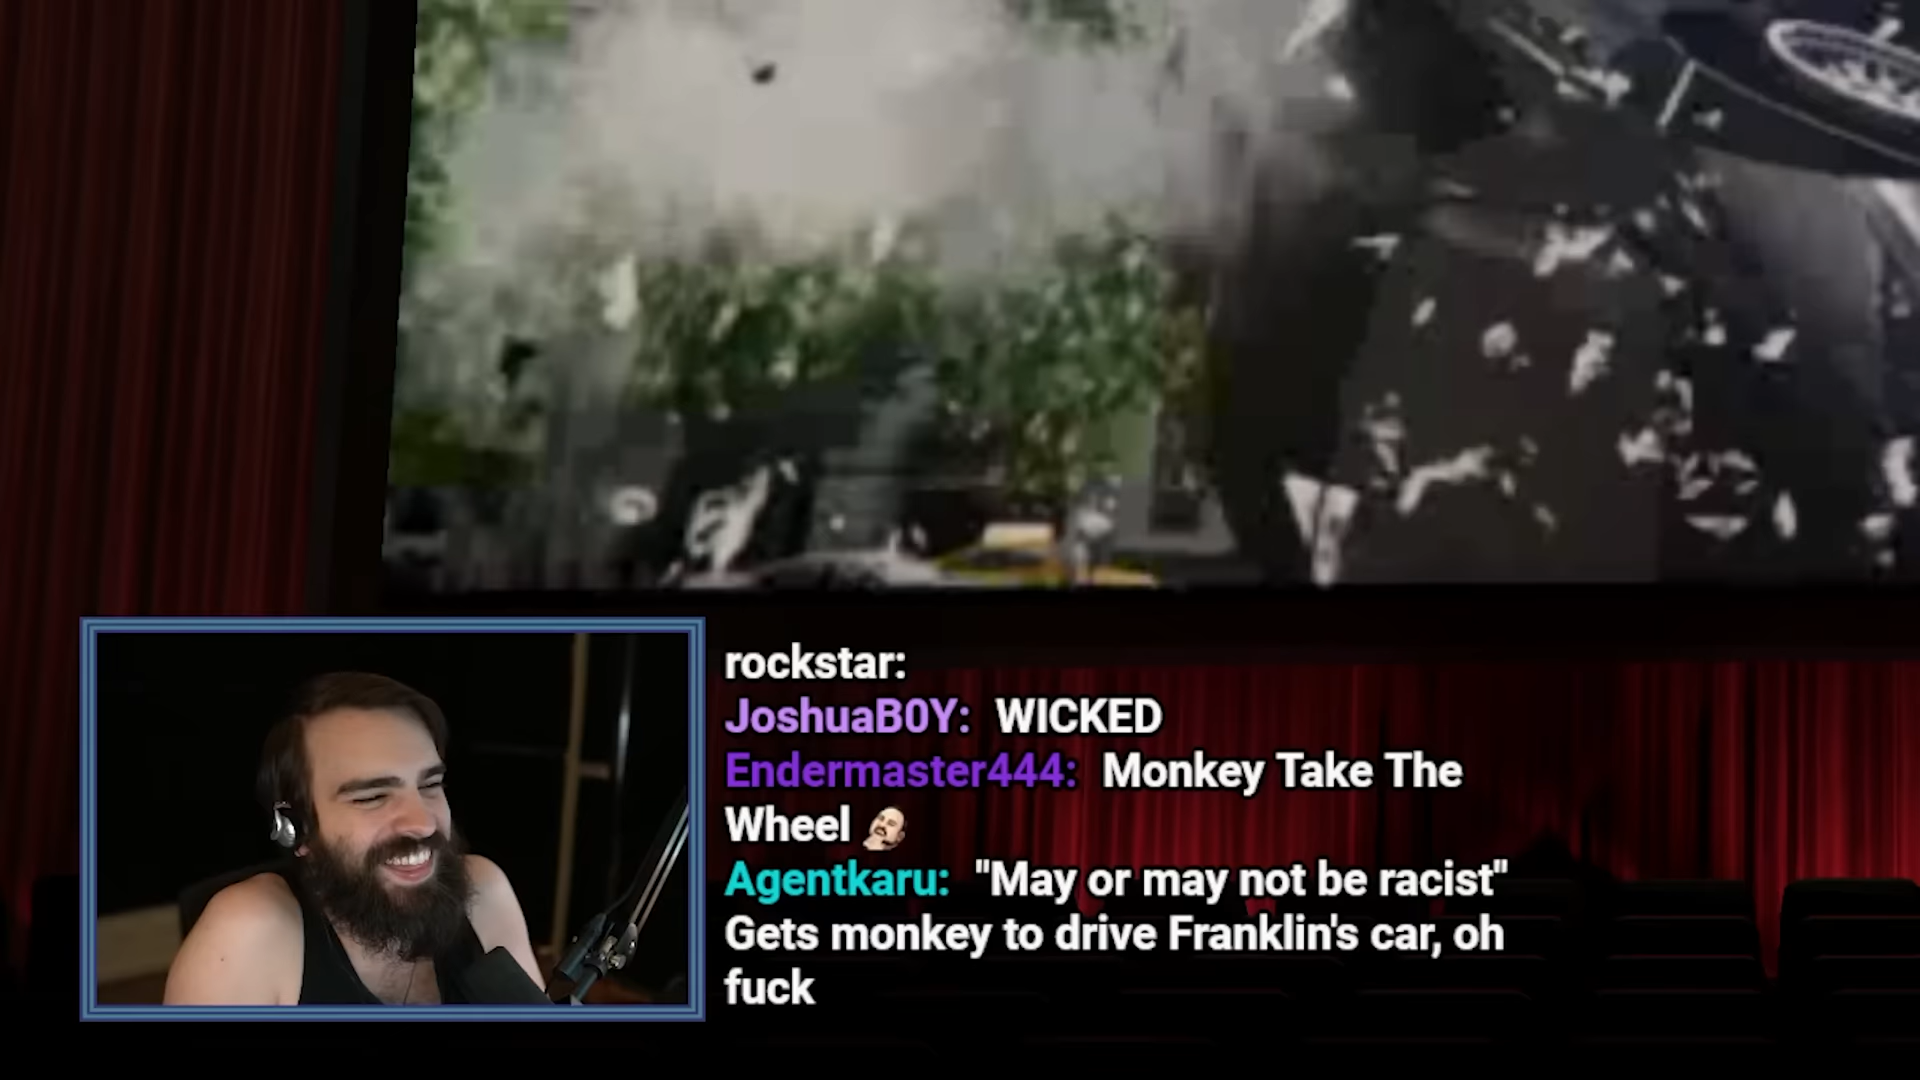 rockstar:
JoshuaB0Y: WICKED
Endermaster444: Monkey Take The
Wheel
Agentkaru: "May or may not be racist"
Gets monkey to drive Franklin's car, oh
fuck